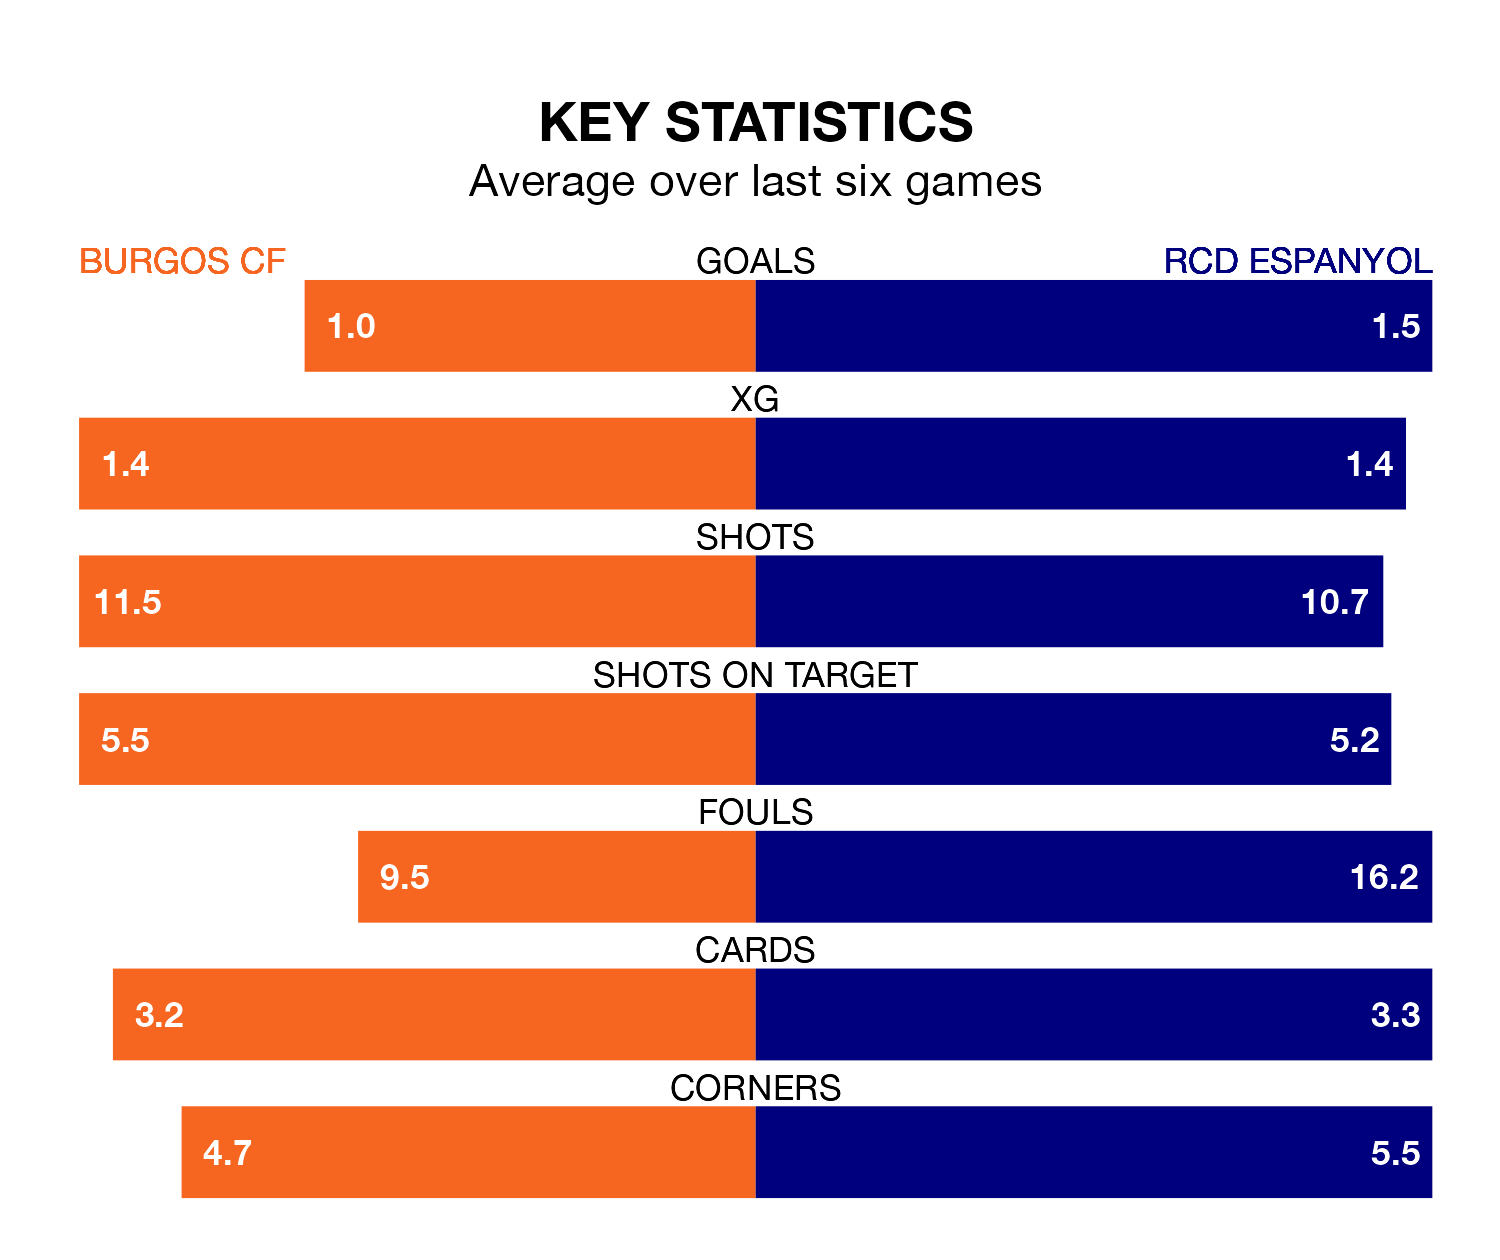 KEY STATISTICS
Average over last six games
BURGOS CF GOALS RCD ESPANYOL
1.0 1.5
XG
1.4 1.4
SHOTS
11.5 10.7
SHOTS ON TARGET
5.5 5.2
FOULS
9.5 16.2
CARDS
3.2 3.3
CORNERS
4.7 5.5